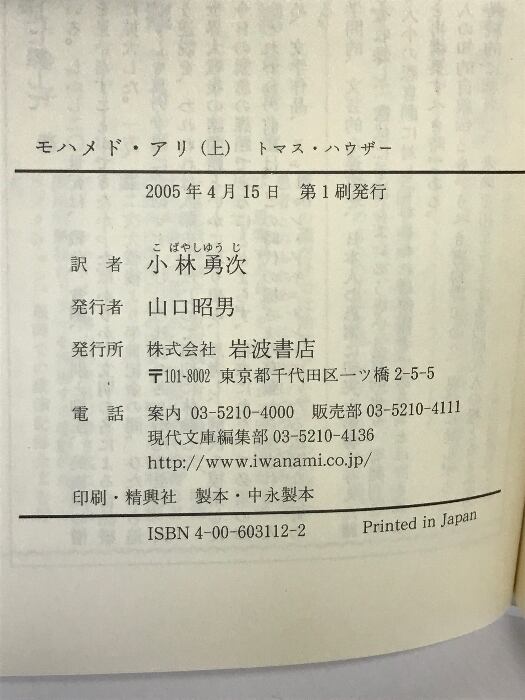 モハメド・アリ(上) トマス・ハウザー
2005年4月15日 第1刷発行
こばやしゆうじ
訳者 小林勇次
発行者 山口昭男
発行所 株式会社 岩波書店
〒101-8002 東京都千代田区一ツ橋2-5-5
電話 案内 03-5210-4000 販売部 03-5210-4111
現代文庫編集部 03-5210-4136
http://www.iwanami.co.jp/
印刷・精興社 製本・中永製本
ISBN 4-00-603112-2 Printed in Japan